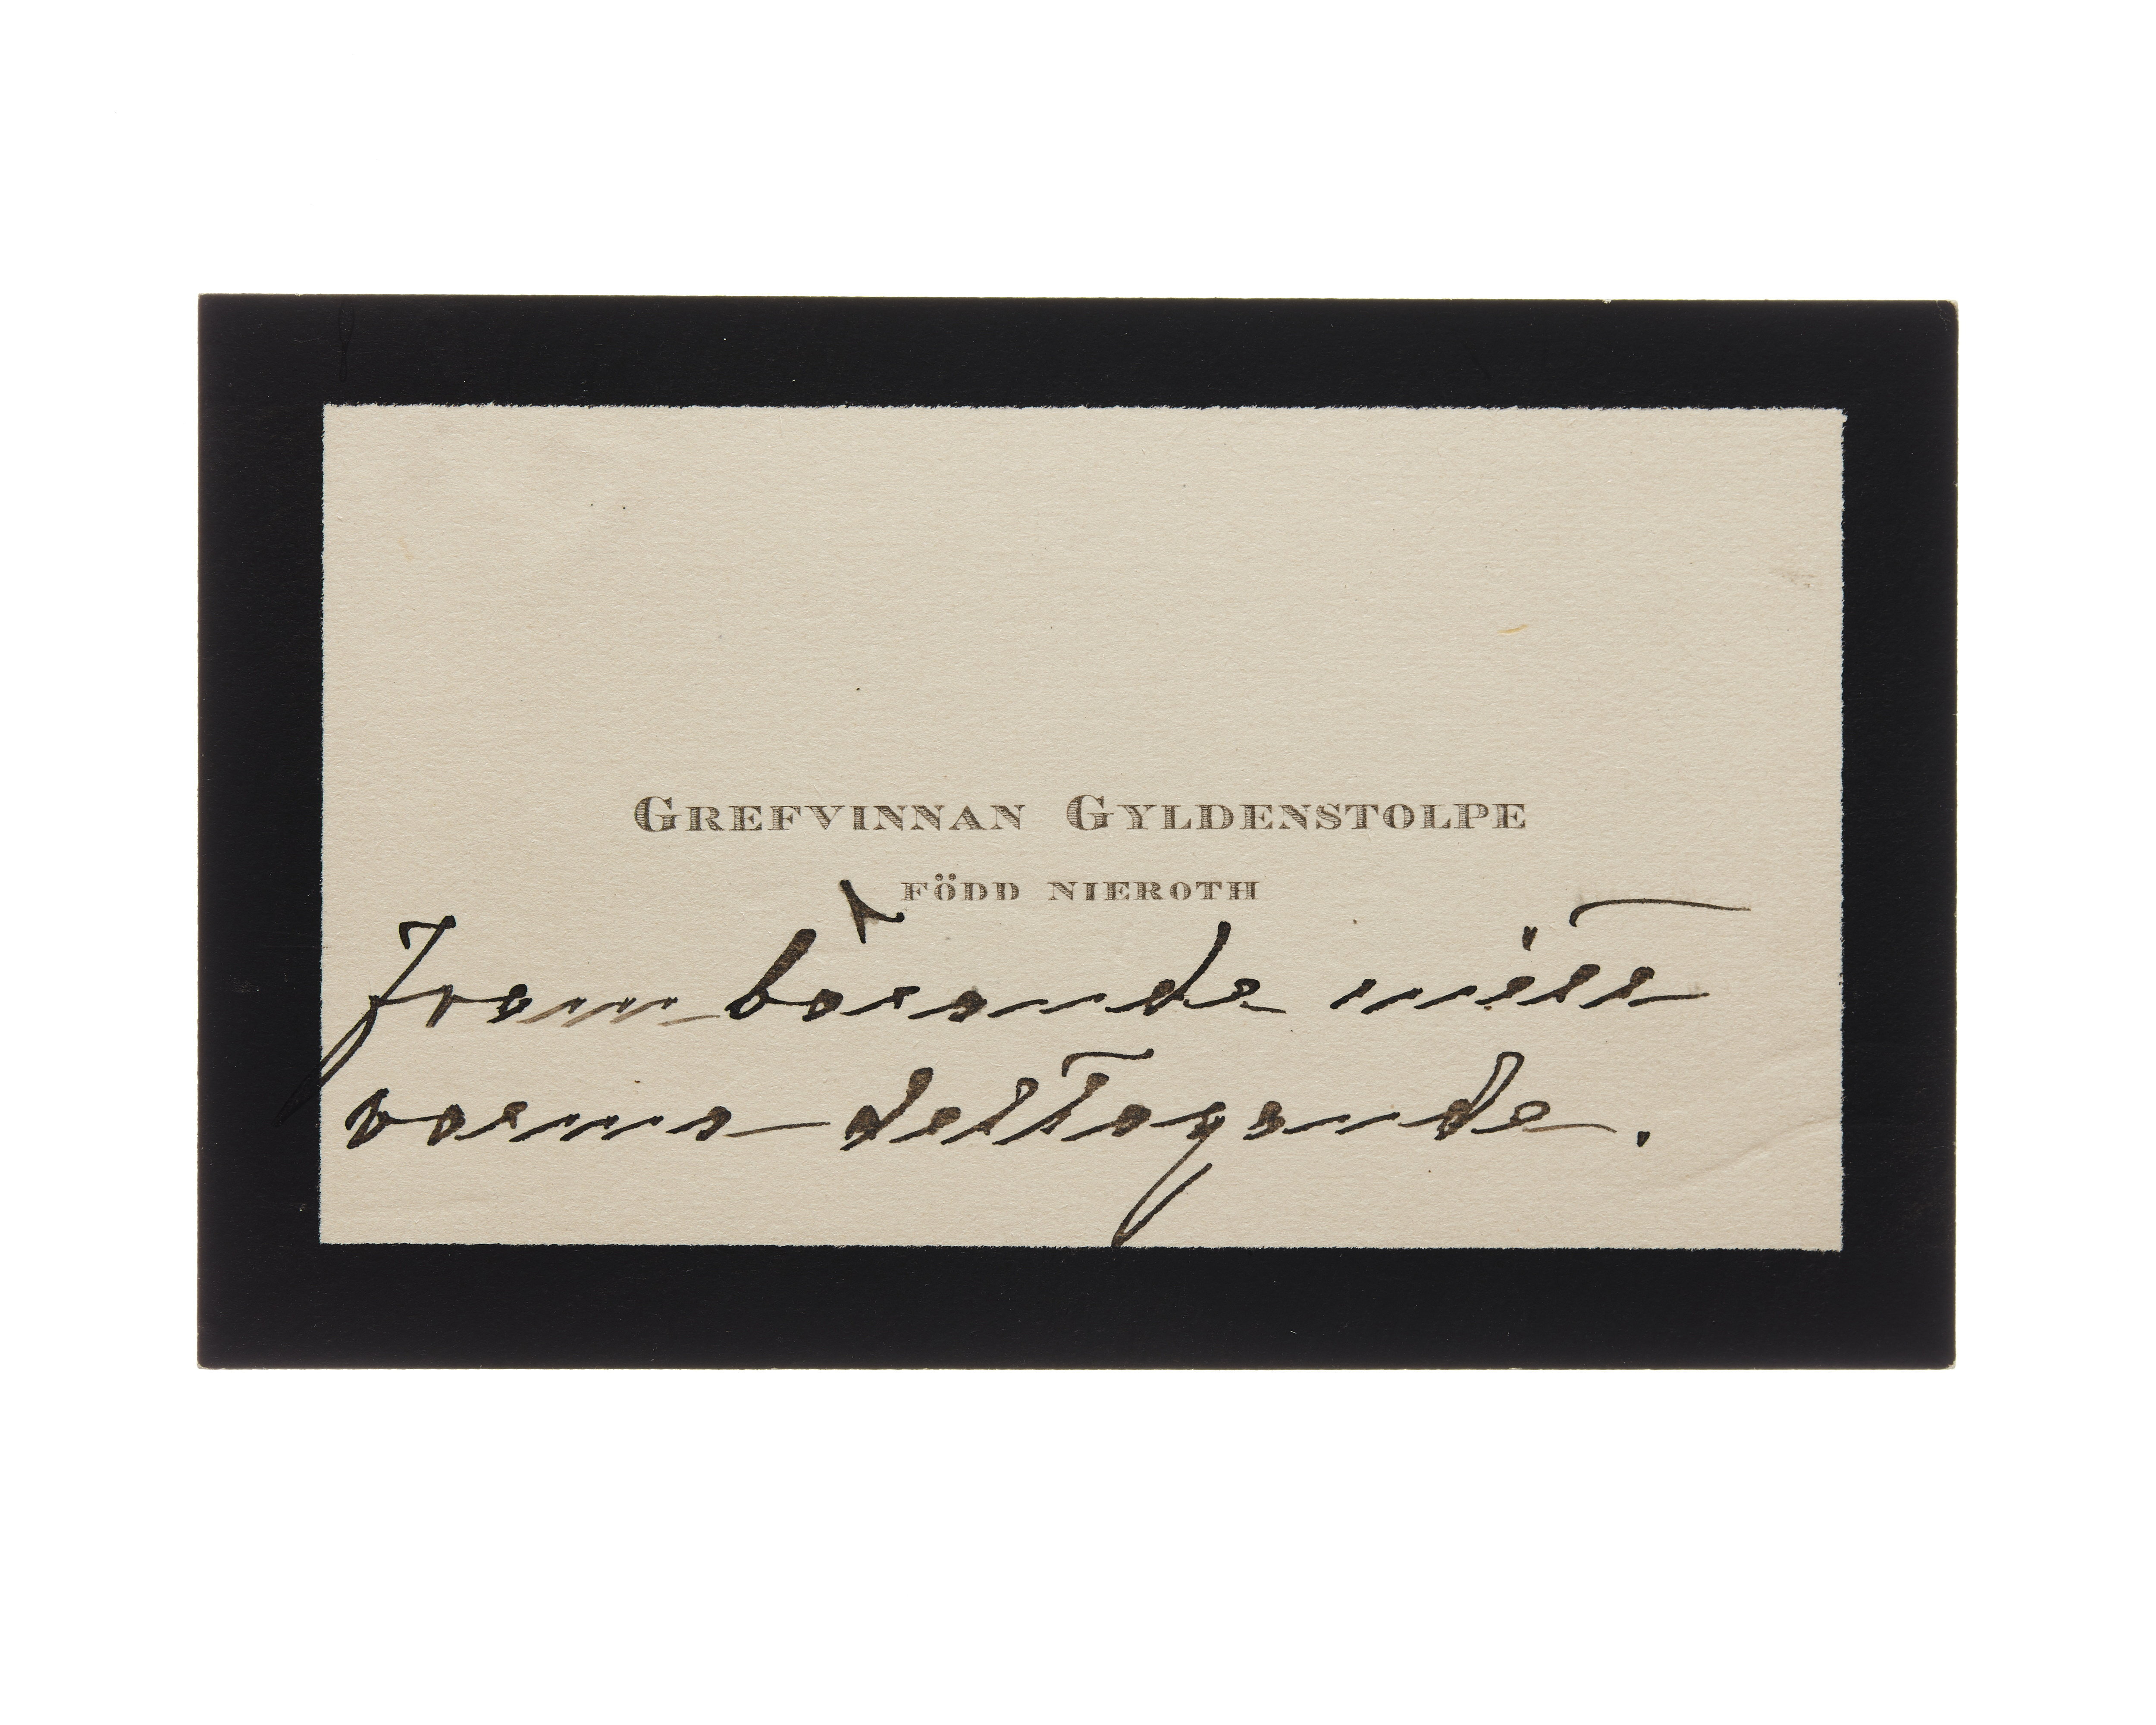 GREFVINNAN GYLDENSTOLPE
FÖDD NIEROTH
Frambärande mitt
varma deltagande.